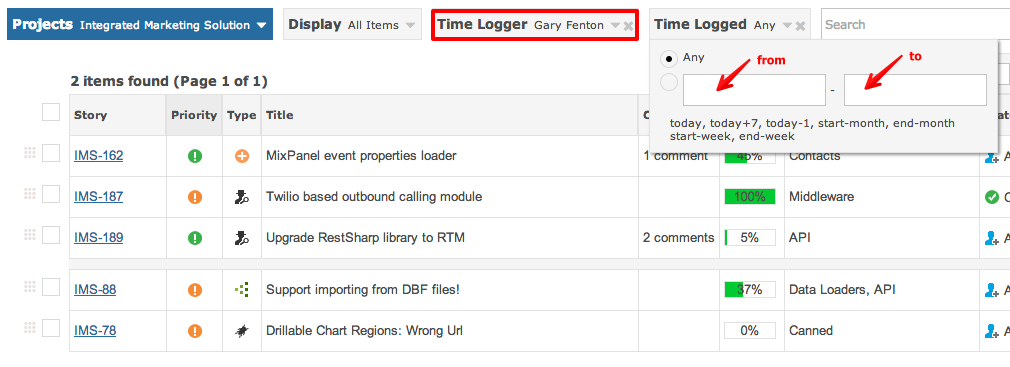 Projects Integrated Marketing Solution Display All Items Time Logger Gary Fenton Time Logged Any Search
Any
from to
-
today, today+7, today-1, start-month, end-month
start-week, end-week
2 items found (Page 1 of 1)
Story Priority Type Title
IMS-162 MixPanel event properties loader 1 comment 46% Contacts
IMS-187 Twilio based outbound calling module 100% Middleware
IMS-189 Upgrade RestSharp library to RTM 2 comments 5% API
IMS-88 Support importing from DBF files! 37% Data Loaders, API
IMS-78 Drillable Chart Regions: Wrong Url 0% Canned